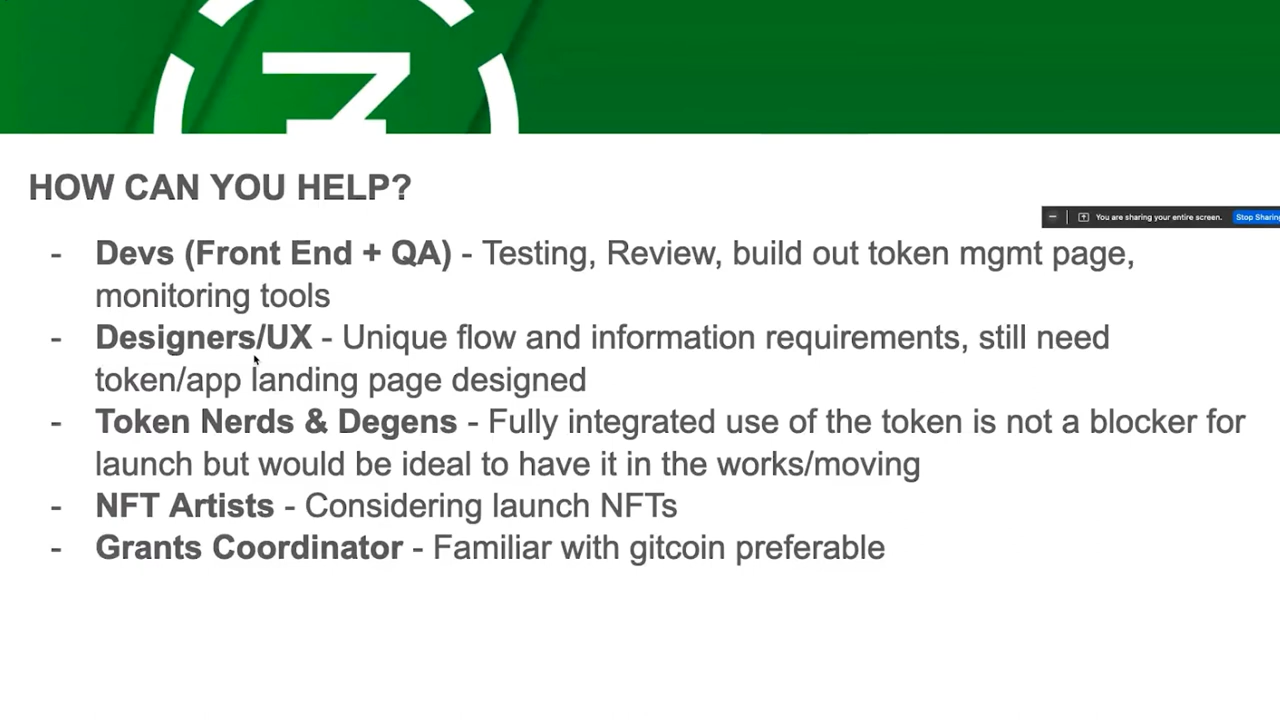 HOW CAN YOU HELP?
You are sharing your entire screen. Stop Sharing
- Devs (Front End + QA) - Testing, Review, build out token mgmt page,
monitoring tools
- Designers/UX - Unique flow and information requirements, still need
token/app landing page designed
- Token Nerds & Degens - Fully integrated use of the token is not a blocker for
launch but would be ideal to have it in the works/moving
- NFT Artists - Considering launch NFTs
- Grants Coordinator - Familiar with gitcoin preferable